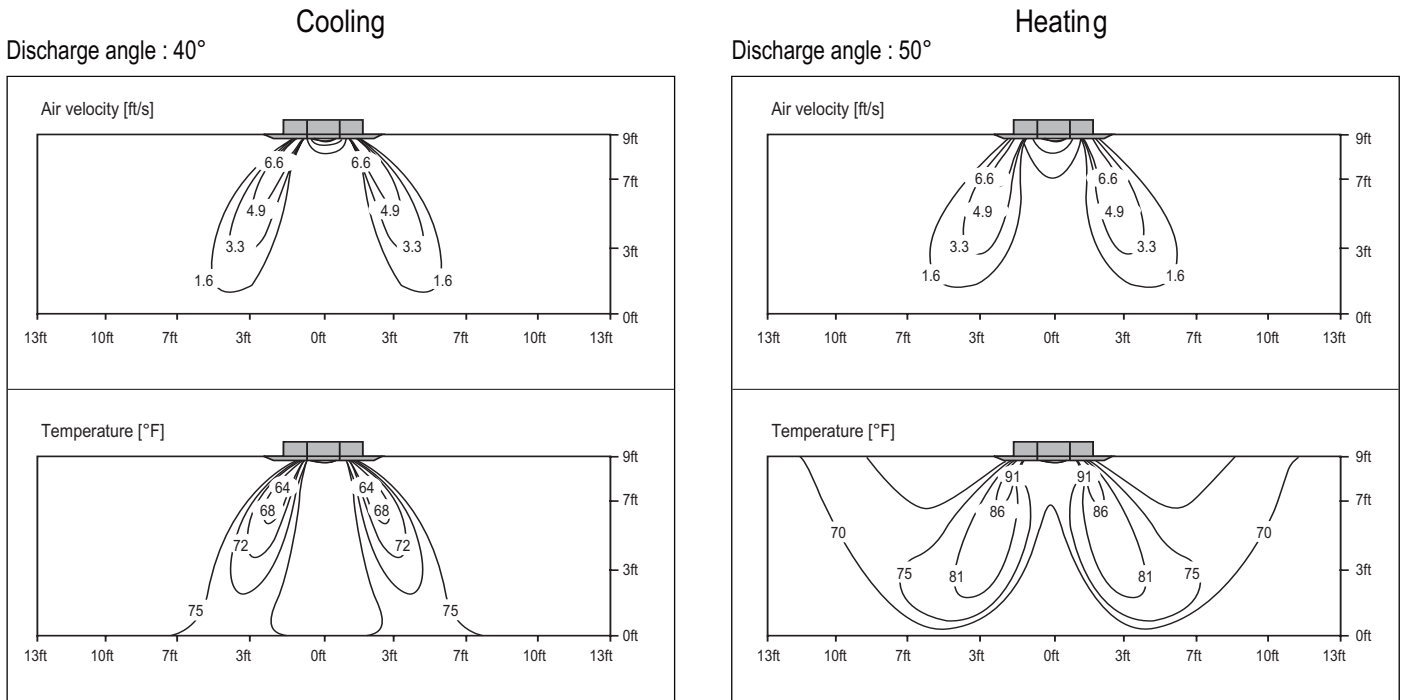 Cooling
Discharge angle : 40°
Air velocity [ft/s]
9ft
6.6 6.6
7ft
4.9 4.9
3.3 3.3
3ft
1.6 1.6
0ft
13ft 10ft 7ft 3ft 0ft 3ft 7ft 10ft 13ft
Temperature [°F]
9ft
64 64
7ft
68 68
72 72
3ft
75 75
0ft
13ft 10ft 7ft 3ft 0ft 3ft 7ft 10ft 13ft
Heating
Discharge angle : 50°
Air velocity [ft/s]
9ft
6.6 6.6
7ft
4.9 4.9
3.3 3.3
3ft
1.6 1.6
0ft
13ft 10ft 7ft 3ft 0ft 3ft 7ft 10ft 13ft
Temperature [°F]
9ft
91 91
7ft
86 86
70 70
75 81 81 75
3ft
0ft
13ft 10ft 7ft 3ft 0ft 3ft 7ft 10ft 13ft